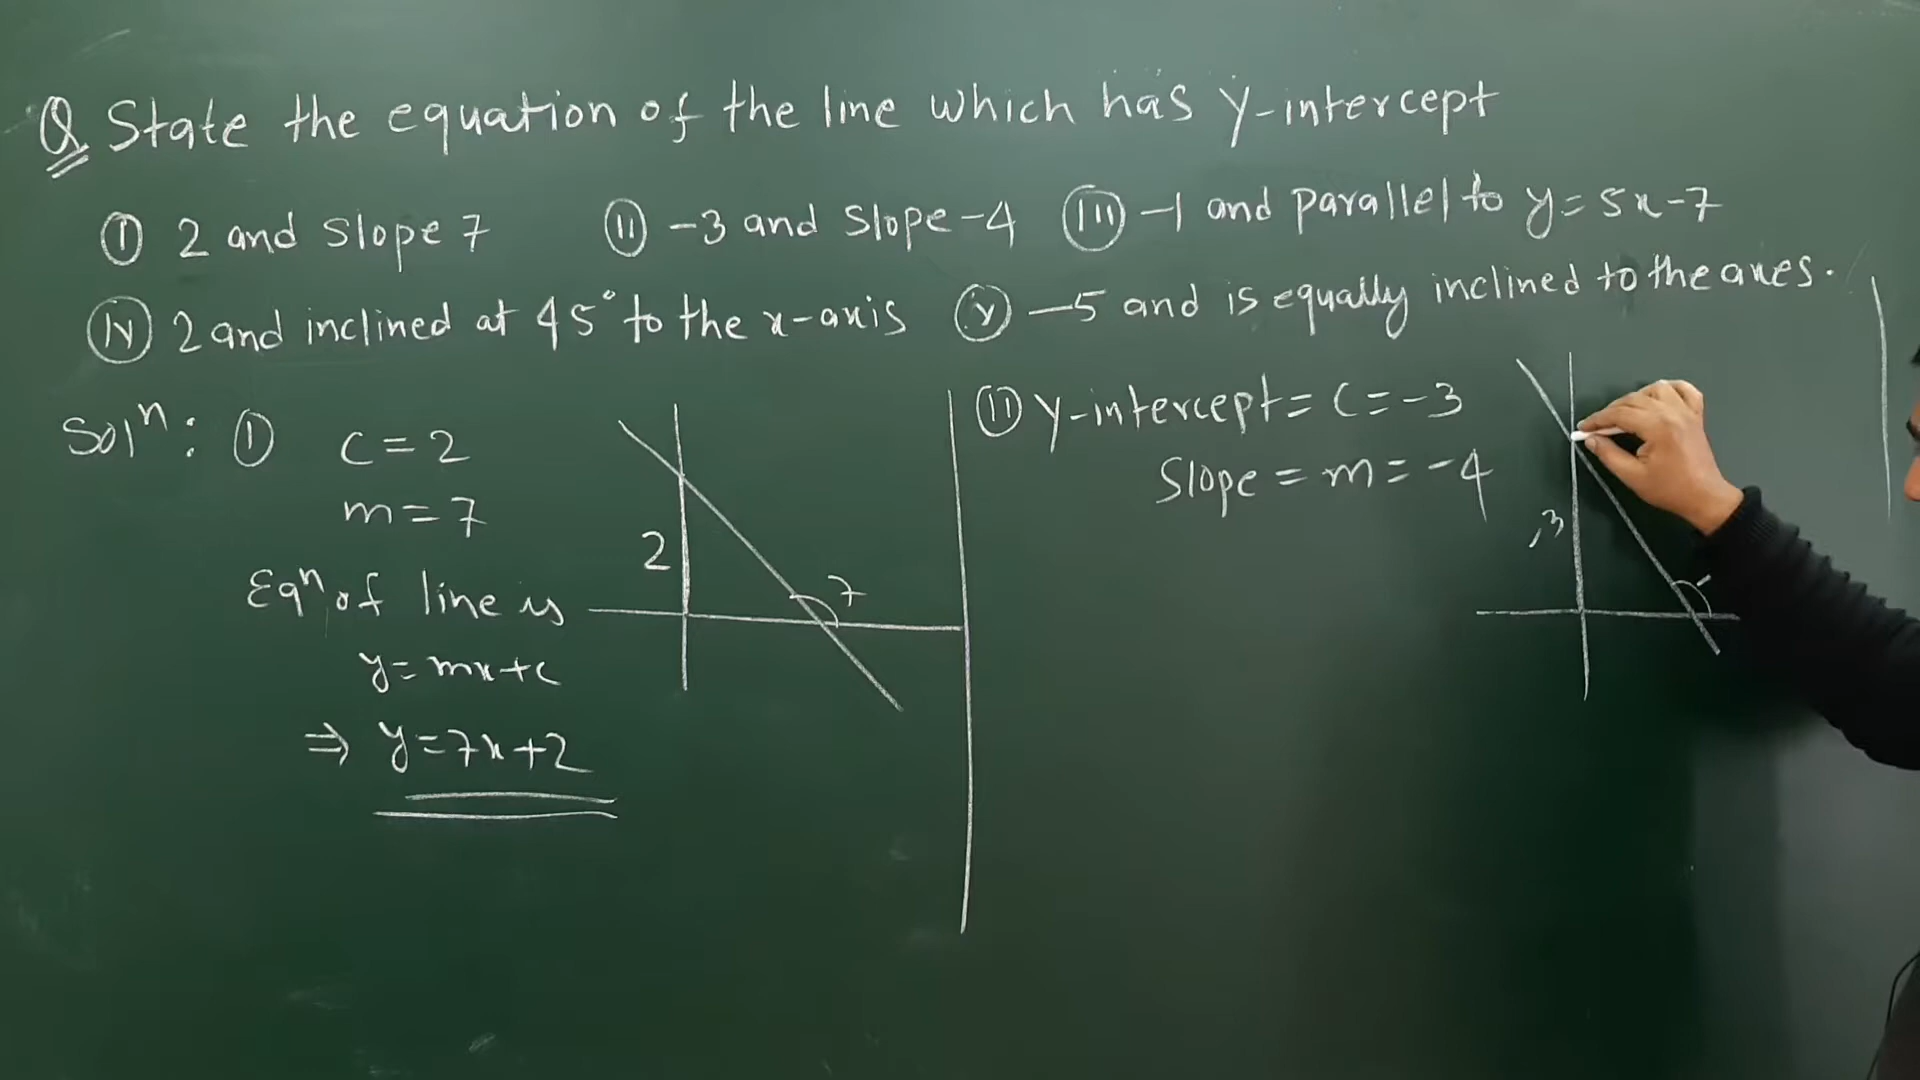 Q State the equation of the line which has y-intercept
(I) 2 and slope 7 (II) -3 and slope -4 (III) -1 and parallel to y=5x-7
(IV) 2 and inclined at 45° to the x-axis (V) -5 and is equally inclined to the axes.
Solⁿ: (I) c=2
m=7
Eqⁿ of line is
y=mx+c
⇒ y=7x+2
2
7
(II) y-intercept = c = -3
Slope = m = -4
3